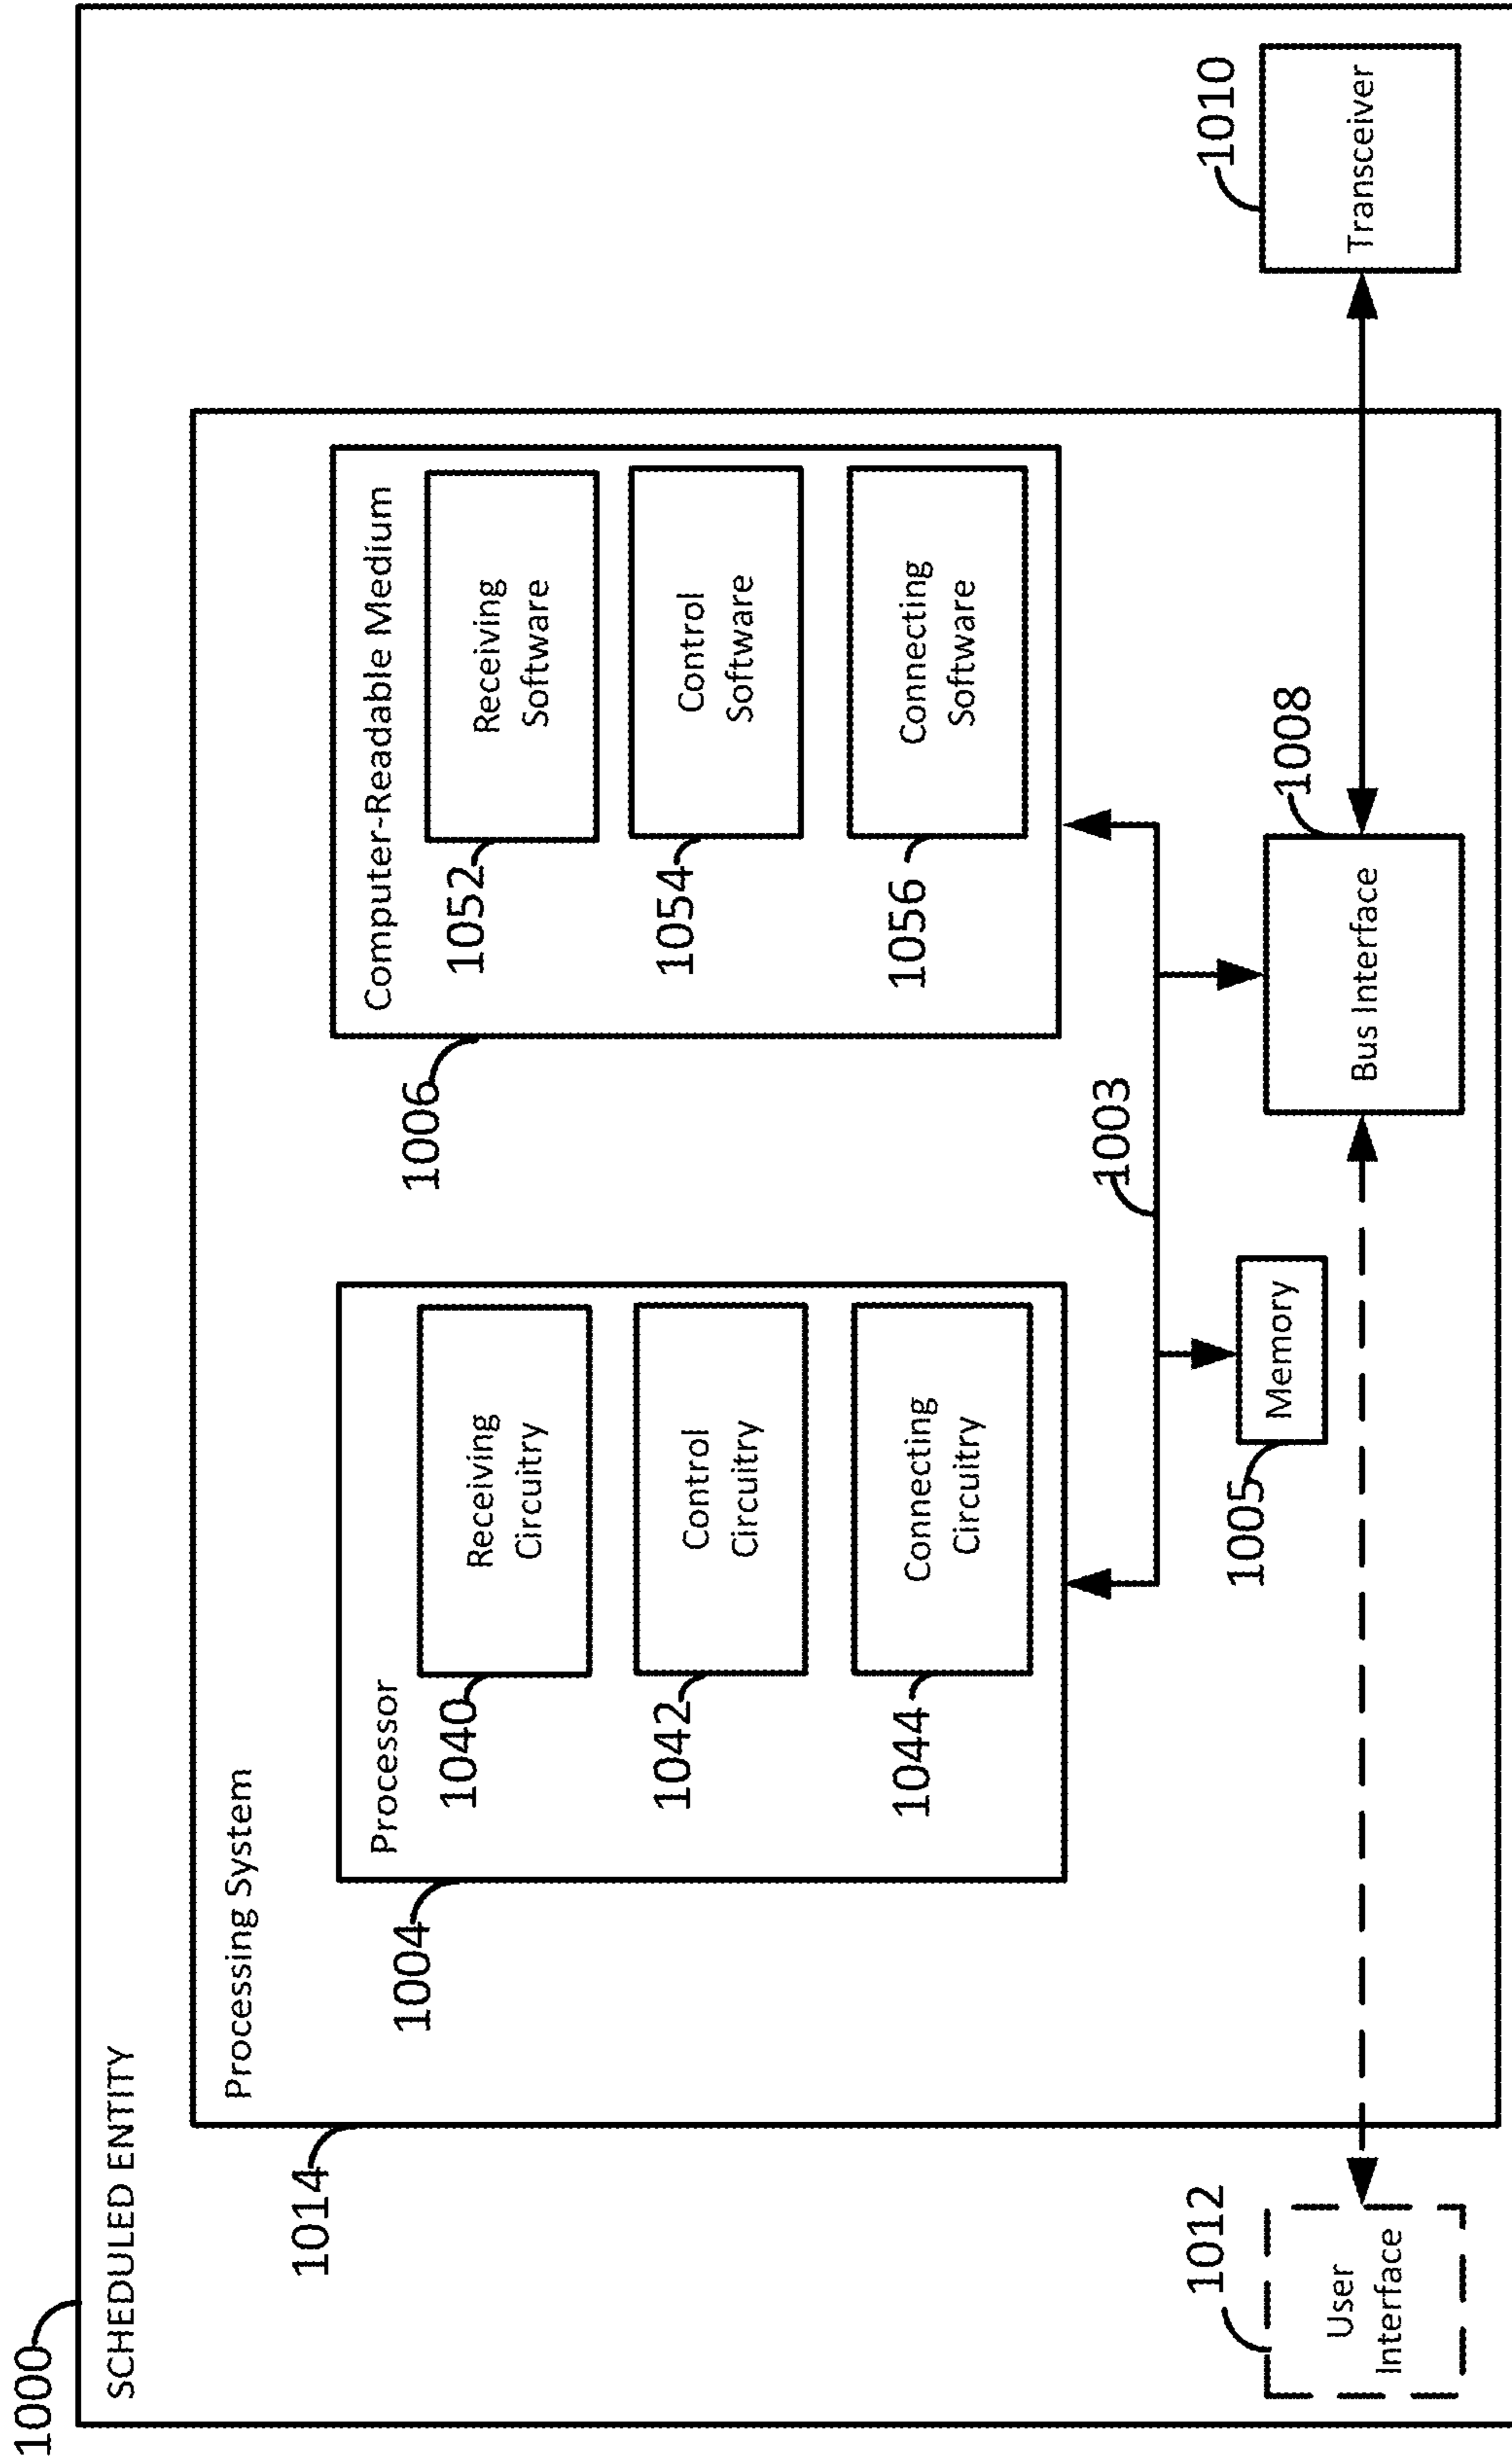 1000
SCHEDULED ENTITY
1014
Processing System
1004
Processor
1040
Receiving
Circuitry
1042
Control
Circuitry
1044
Connecting
Circuitry
1006
Computer-Readable Medium
1052
Receiving
Software
1054
Control
Software
1056
Connecting
Software
1003
1012
User
Interface
1005
Memory
1008
Bus Interface
1010
Transceiver